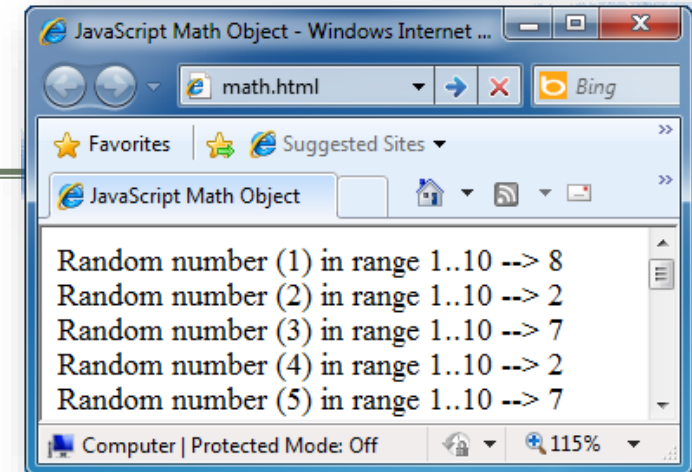 JavaScript Math Object - Windows Internet ...
math.html
Bing
Favorites
Suggested Sites
JavaScript Math Object
Random number (1) in range 1..10 --> 8
Random number (2) in range 1..10 --> 2
Random number (3) in range 1..10 --> 7
Random number (4) in range 1..10 --> 2
Random number (5) in range 1..10 --> 7
Computer | Protected Mode: Off
115%